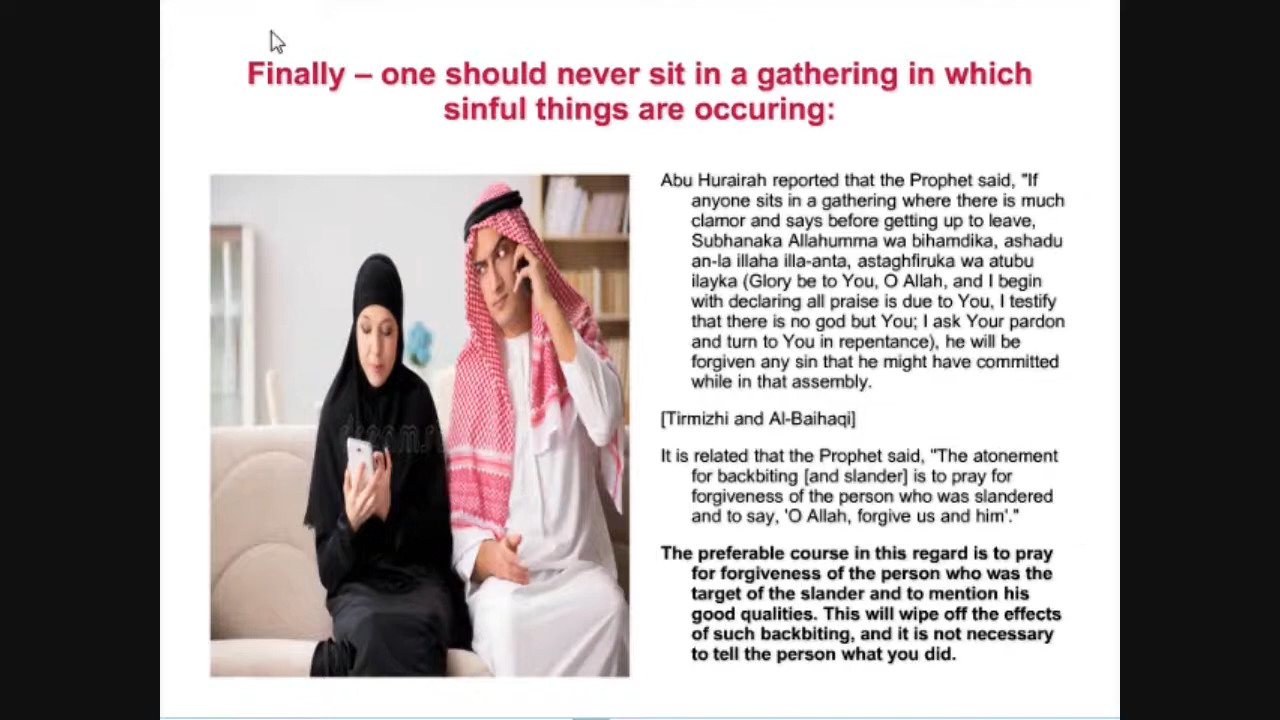 Finally – one should never sit in a gathering in which
sinful things are occuring:
Abu Hurairah reported that the Prophet said, "If
anyone sits in a gathering where there is much
clamor and says before getting up to leave,
Subhanaka Allahumma wa bihamdika, ashadu
an-la illaha illa-anta, astaghfiruka wa atubu
ilayka (Glory be to You, O Allah, and I begin
with declaring all praise is due to You, I testify
that there is no god but You; I ask Your pardon
and turn to You in repentance), he will be
forgiven any sin that he might have committed
while in that assembly.
[Tirmizhi and Al-Baihaqi]
It is related that the Prophet said, "The atonement
for backbiting [and slander] is to pray for
forgiveness of the person who was slandered
and to say, 'O Allah, forgive us and him'."
The preferable course in this regard is to pray
for forgiveness of the person who was the
target of the slander and to mention his
good qualities. This will wipe off the effects
of such backbiting, and it is not necessary
to tell the person what you did.